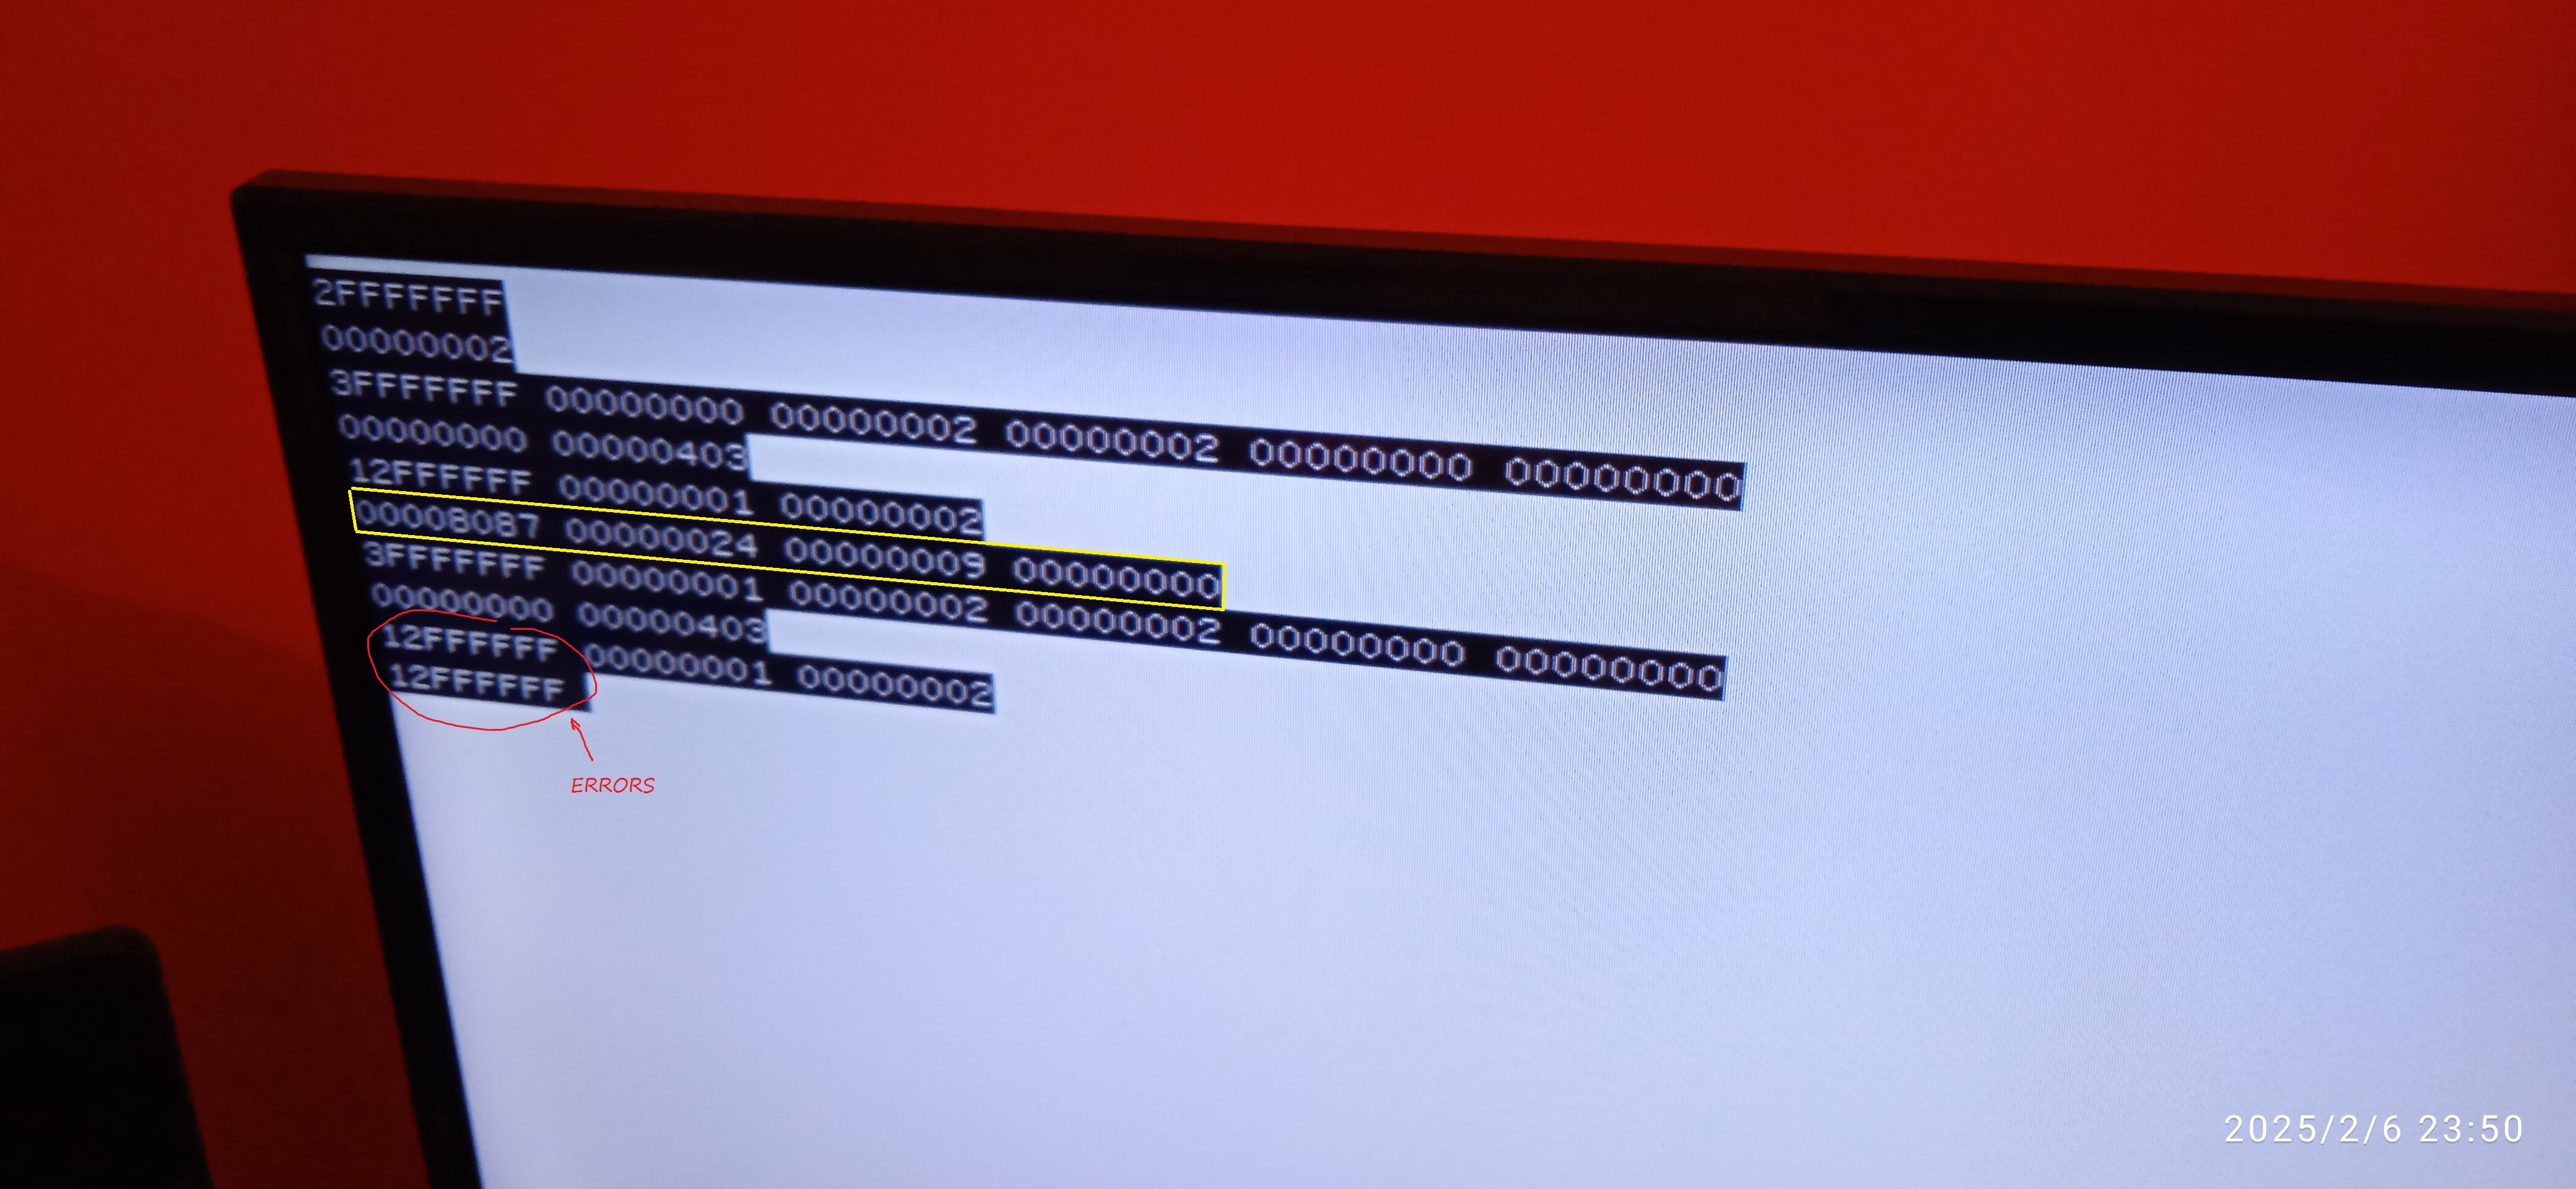 2FFFFFFF
00000002
3FFFFFFF 00000000 00000002 00000002 00000000 00000000
00000000 00000403
12FFFFFF 00000001 00000002
00008087 00000024 00000009 00000000
3FFFFFFF 00000001 00000002 00000002 00000000 00000000
00000000 00000403
12FFFFFF 00000001 00000002
12FFFFFF
ERRORS
2025/2/6 23:50